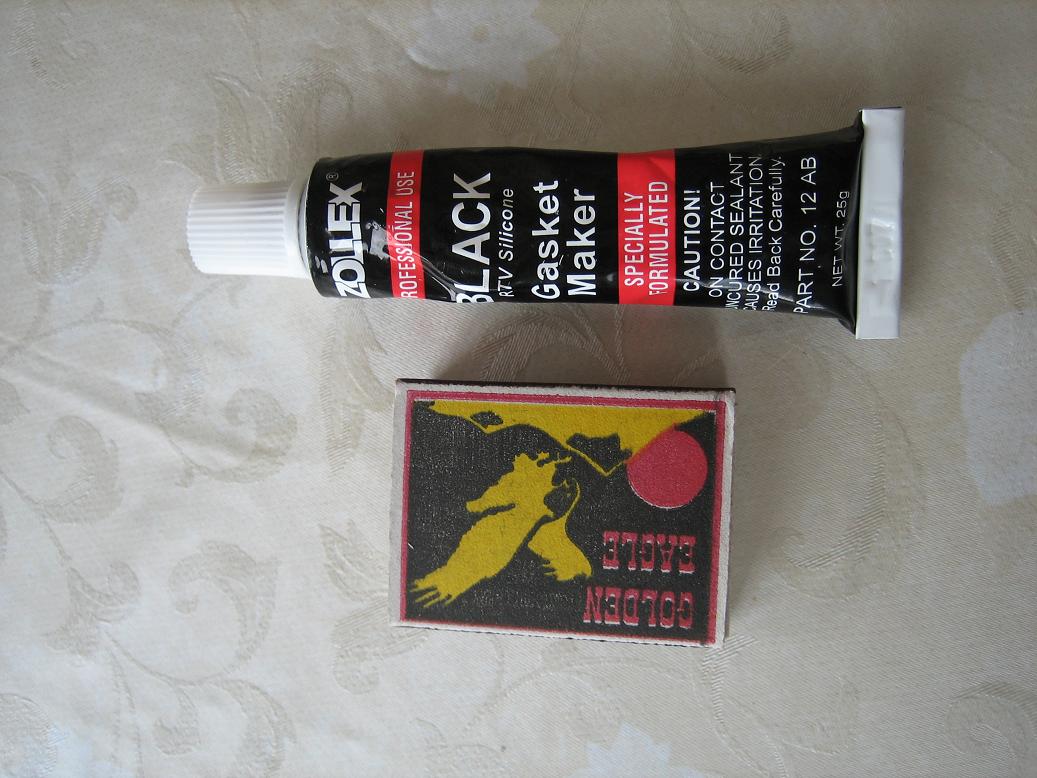 ZOLLEX®
PROFESSIONAL USE
BLACK
RTV Silicone
Gasket
Maker
SPECIALLY
FORMULATED
CAUTION!
ON CONTACT
UNCURED SEALANT
CAUSES IRRITATION
Read Back Carefully.
PART NO. 12 AB
NET WT. 25g
GOLDEN
EAGLE